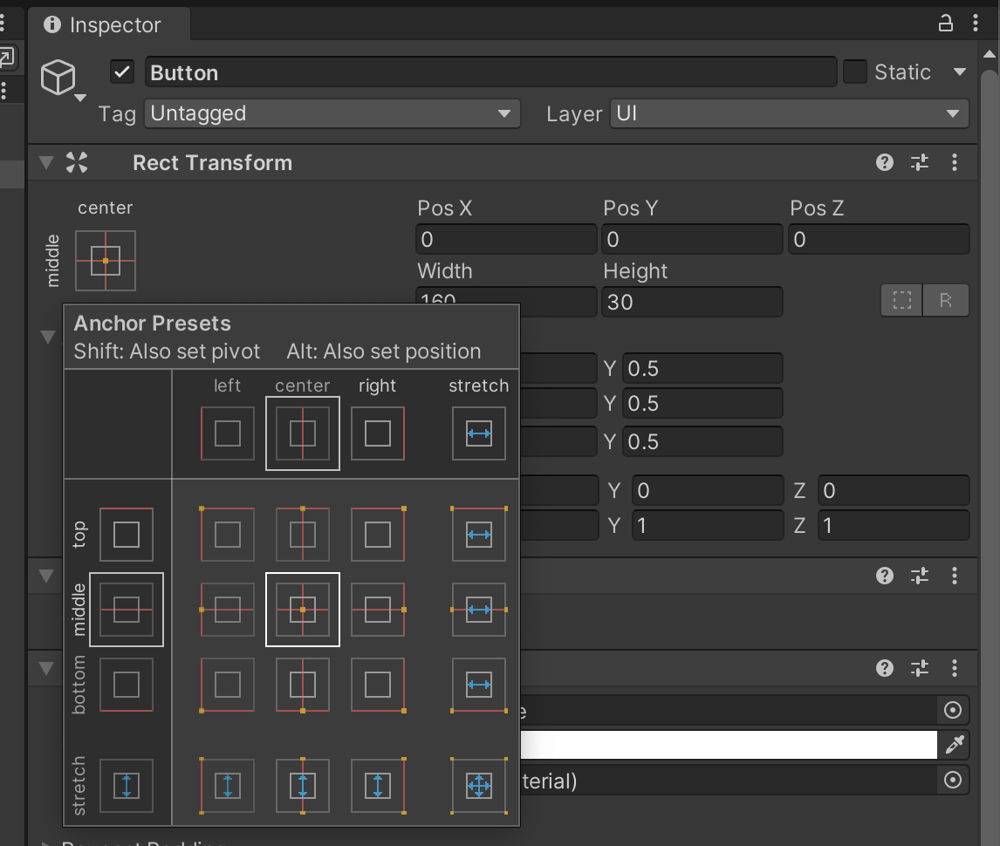 Inspector
Button
Static
Tag
Untagged
Layer
UI
Rect Transform
center
middle
Pos X
Pos Y
Pos Z
0
0
0
Width
Height
160
30
R
Anchor Presets
Shift: Also set pivot
Alt: Also set position
left
center
right
stretch
top
middle
bottom
stretch
Y
0.5
Y
0.5
Y
0.5
Y
0
Z
0
Y
1
Z
1
e
terial)